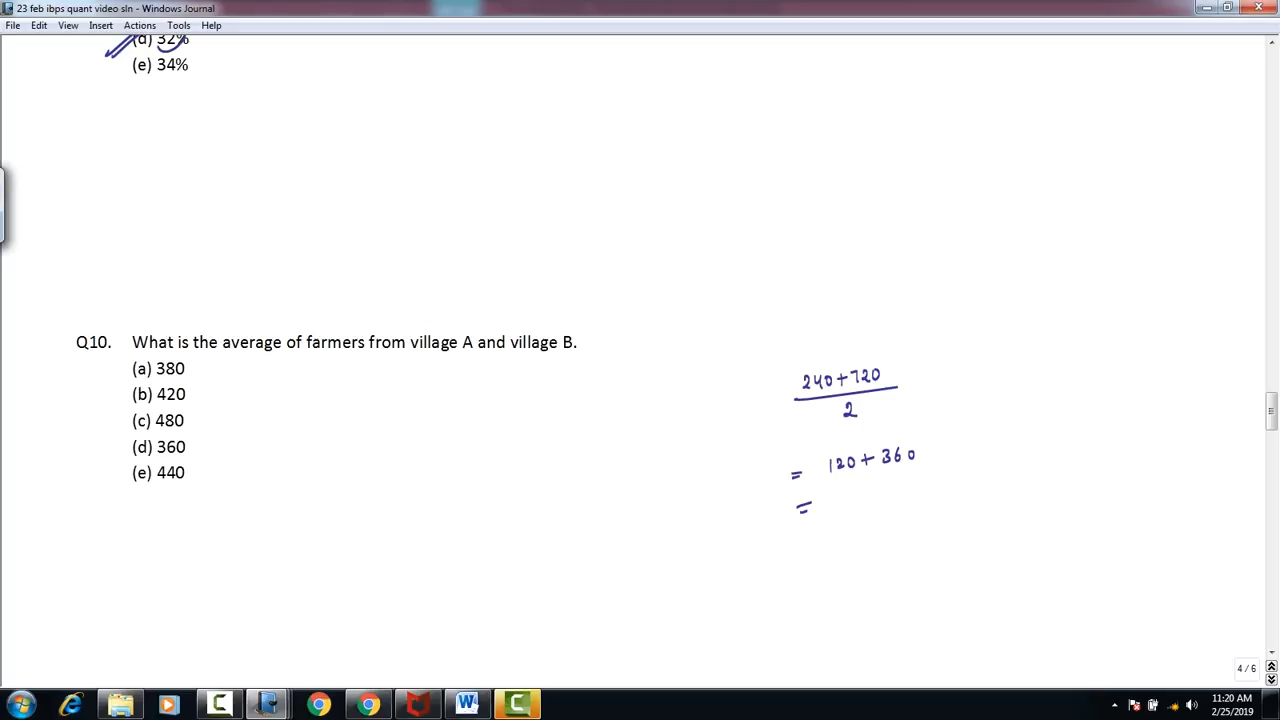 23 feb ibps quant video sln - Windows Journal
File Edit View Insert Actions Tools Help
(d) 32%
(e) 34%
Q10. What is the average of farmers from village A and village B.
(a) 380
(b) 420
(c) 480
(d) 360
(e) 440
240+720
2
= 120+360
=
4 / 6
11:20 AM
2/25/2019